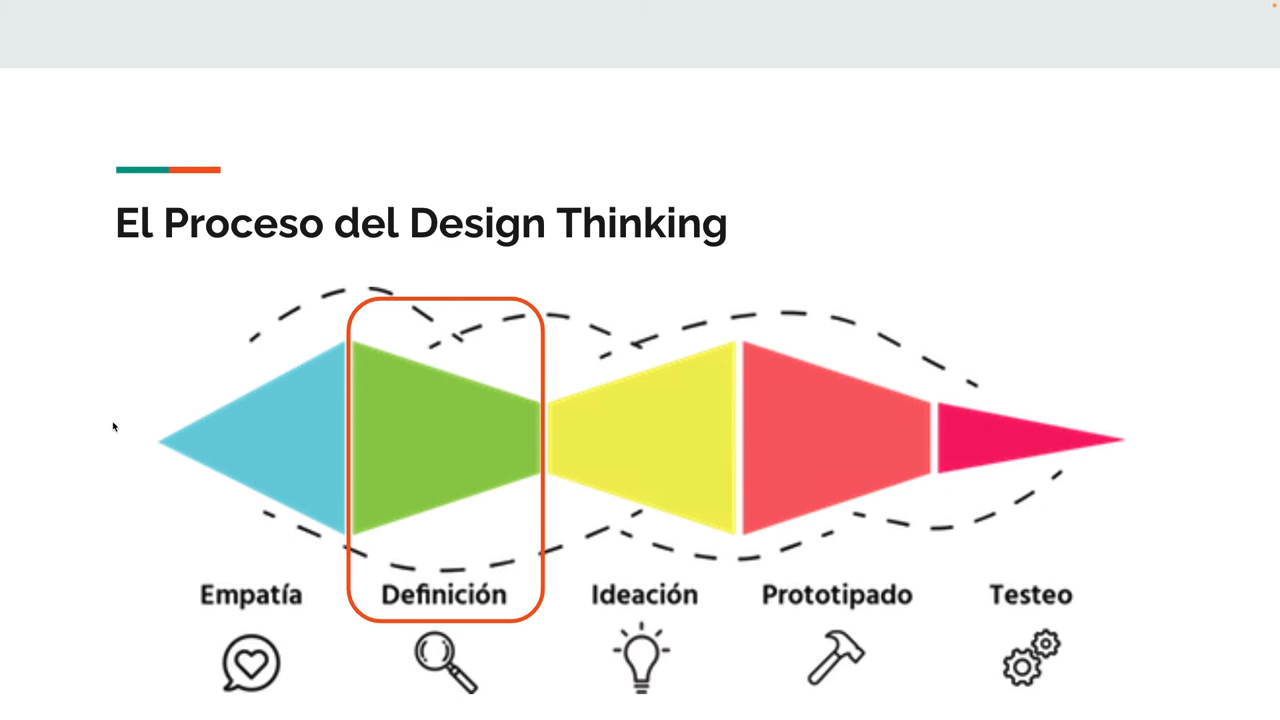 El Proceso del Design Thinking
Empatía
Definición
Ideación
Prototipado
Testeo